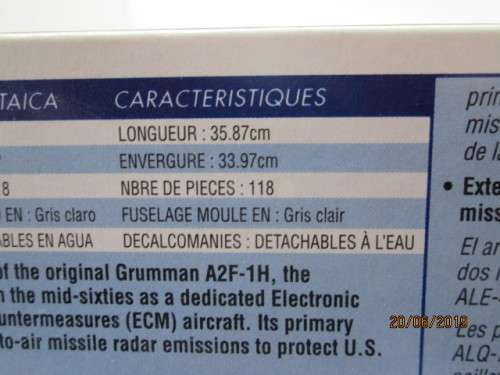 TAICA CARACTERISTIQUES
LONGUEUR : 35.87cm
ENVERGURE : 33.97cm
8 NBRE DE PIECES : 118
EN : Gris claro FUSELAGE MOULE EN : Gris clair
ABLES EN AGUA DECALCOMANIES : DETACHABLES À L'EAU
of the original Grumman A2F-1H, the
the mid-sixties as a dedicated Electronic
untermeasures (ECM) aircraft. Its primary
to-air missile radar emissions to protect U.S.
prin
mis
de la
• Exte
miss
El ar
dos
ALE-
Les p
ALQ-
20/06/2019